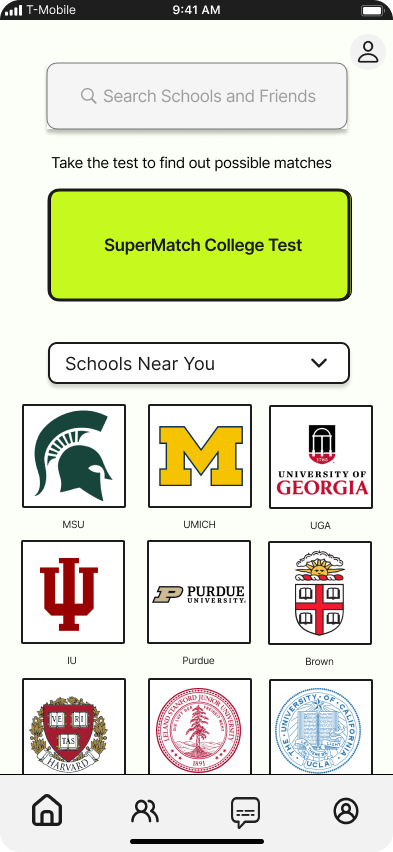 T-Mobile
9:41 AM
Search Schools and Friends
Take the test to find out possible matches
SuperMatch College Test
Schools Near You
M
1785
UNIVERSITY OF
GEORGIA
MSU
UMICH
UGA
P PURDUE
UNIVERSITY.
IU
Purdue
Brown
VE RI
TAS
HARVARD
LELAND STANFORD JUNIOR UNIVERSITY
1891
THE UNIVERSITY OF CALIFORNIA
UCLA